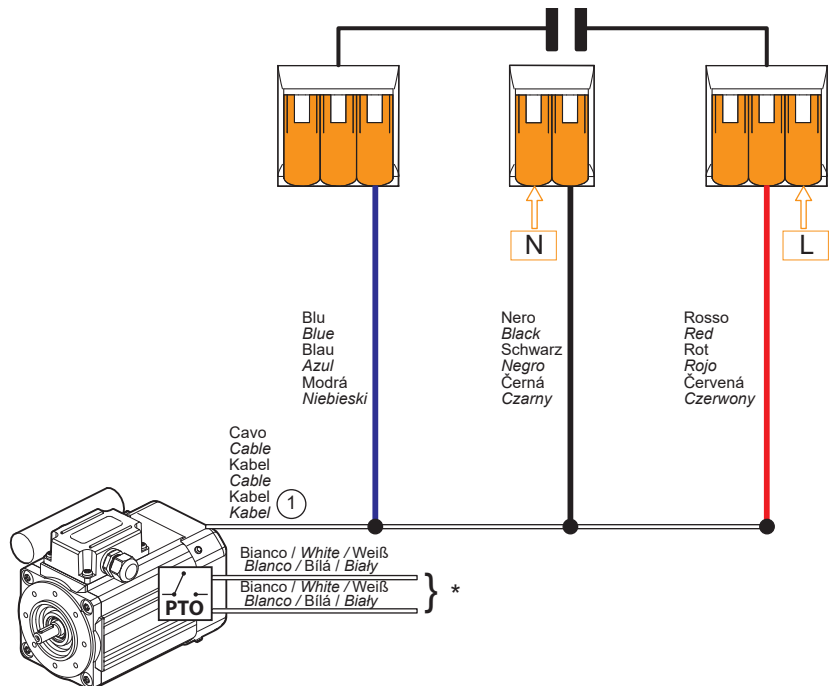 N
L
Blu
Blue
Blau
Azul
Modrá
Niebieski
Nero
Black
Schwarz
Negro
Černá
Czarny
Rosso
Red
Rot
Rojo
Červená
Czerwony
Cavo
Cable
Kabel
Cable
Kabel
Kabel
1
Bianco / White / Weiß
Blanco / Bílá / Biały
Bianco / White / Weiß
Blanco / Bílá / Biały
} *
PTO